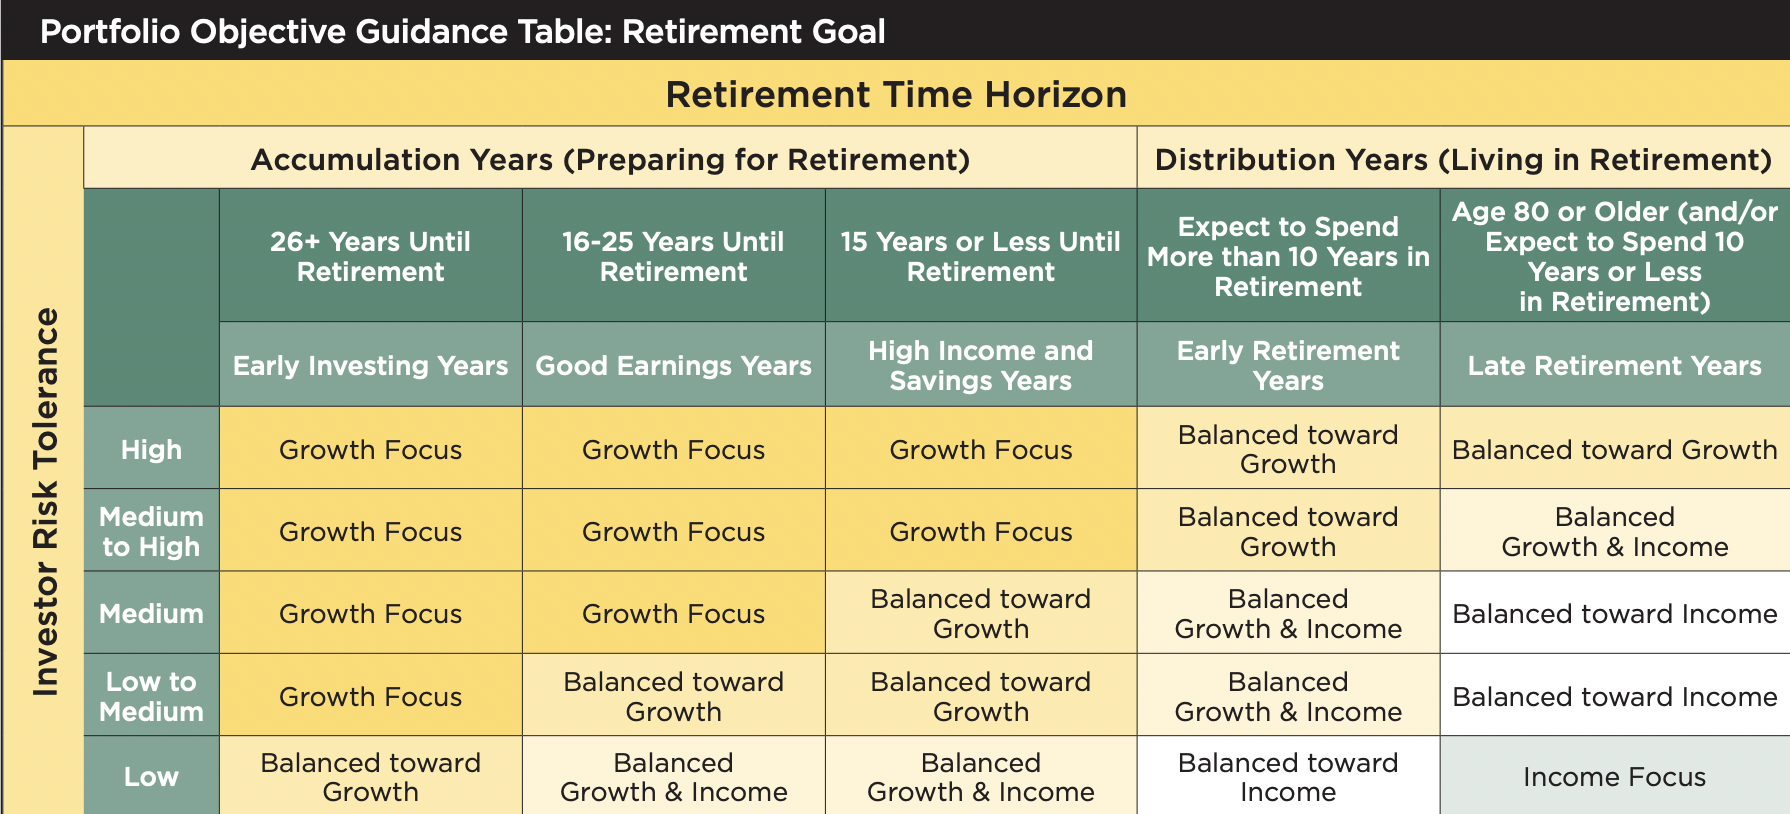 Portfolio Objective Guidance Table: Retirement Goal
Retirement Time Horizon
Investor Risk Tolerance
Accumulation Years (Preparing for Retirement)
Distribution Years (Living in Retirement)
26+ Years Until
Retirement
16-25 Years Until
Retirement
15 Years or Less Until
Retirement
Expect to Spend
More than 10 Years in
Retirement
Age 80 or Older (and/or
Expect to Spend 10
Years or Less
in Retirement)
Early Investing Years
Good Earnings Years
High Income and
Savings Years
Early Retirement
Years
Late Retirement Years
High
Growth Focus
Growth Focus
Growth Focus
Balanced toward
Growth
Balanced toward Growth
Medium
to High
Growth Focus
Growth Focus
Growth Focus
Balanced toward
Growth
Balanced
Growth & Income
Medium
Growth Focus
Growth Focus
Balanced toward
Growth
Balanced
Growth & Income
Balanced toward Income
Low to
Medium
Growth Focus
Balanced toward
Growth
Balanced toward
Growth
Balanced
Growth & Income
Balanced toward Income
Low
Balanced toward
Growth
Balanced
Growth & Income
Balanced
Growth & Income
Balanced toward
Income
Income Focus